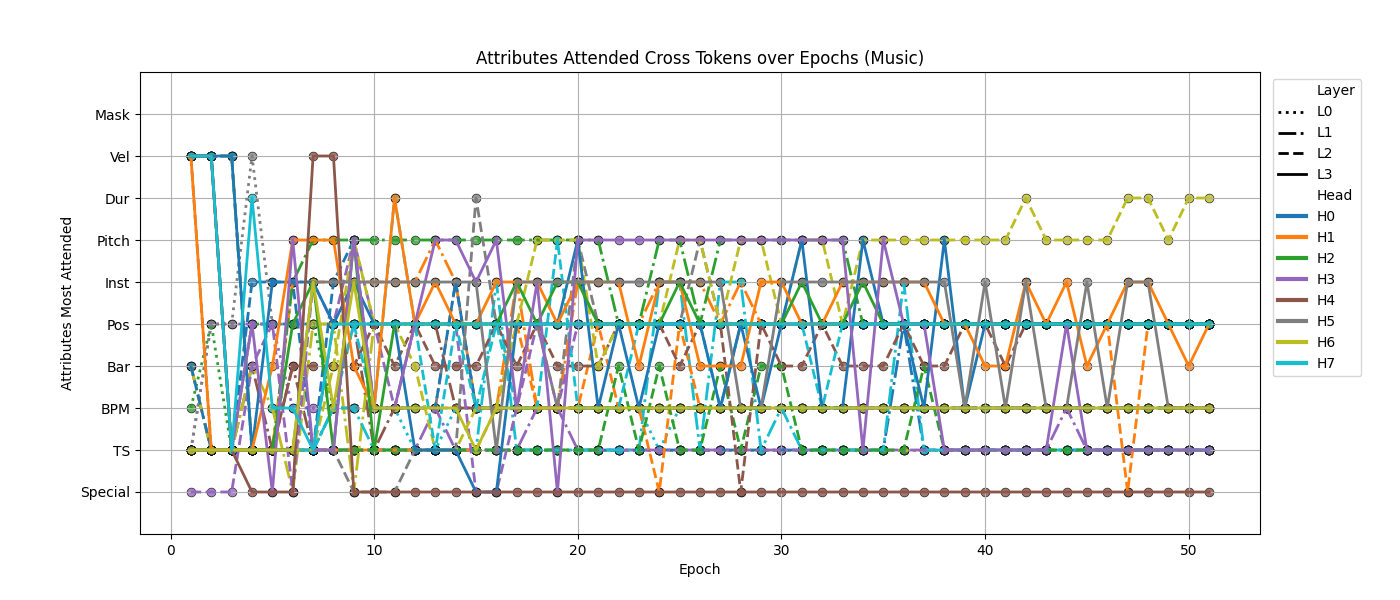 Attributes Attended Cross Tokens over Epochs (Music)
Attributes Most Attended
Mask
Vel
Dur
Pitch
Inst
Pos
Bar
BPM
TS
Special
0 10 20 30 40 50
Epoch
Layer
L0
L1
L2
L3
Head
H0
H1
H2
H3
H4
H5
H6
H7